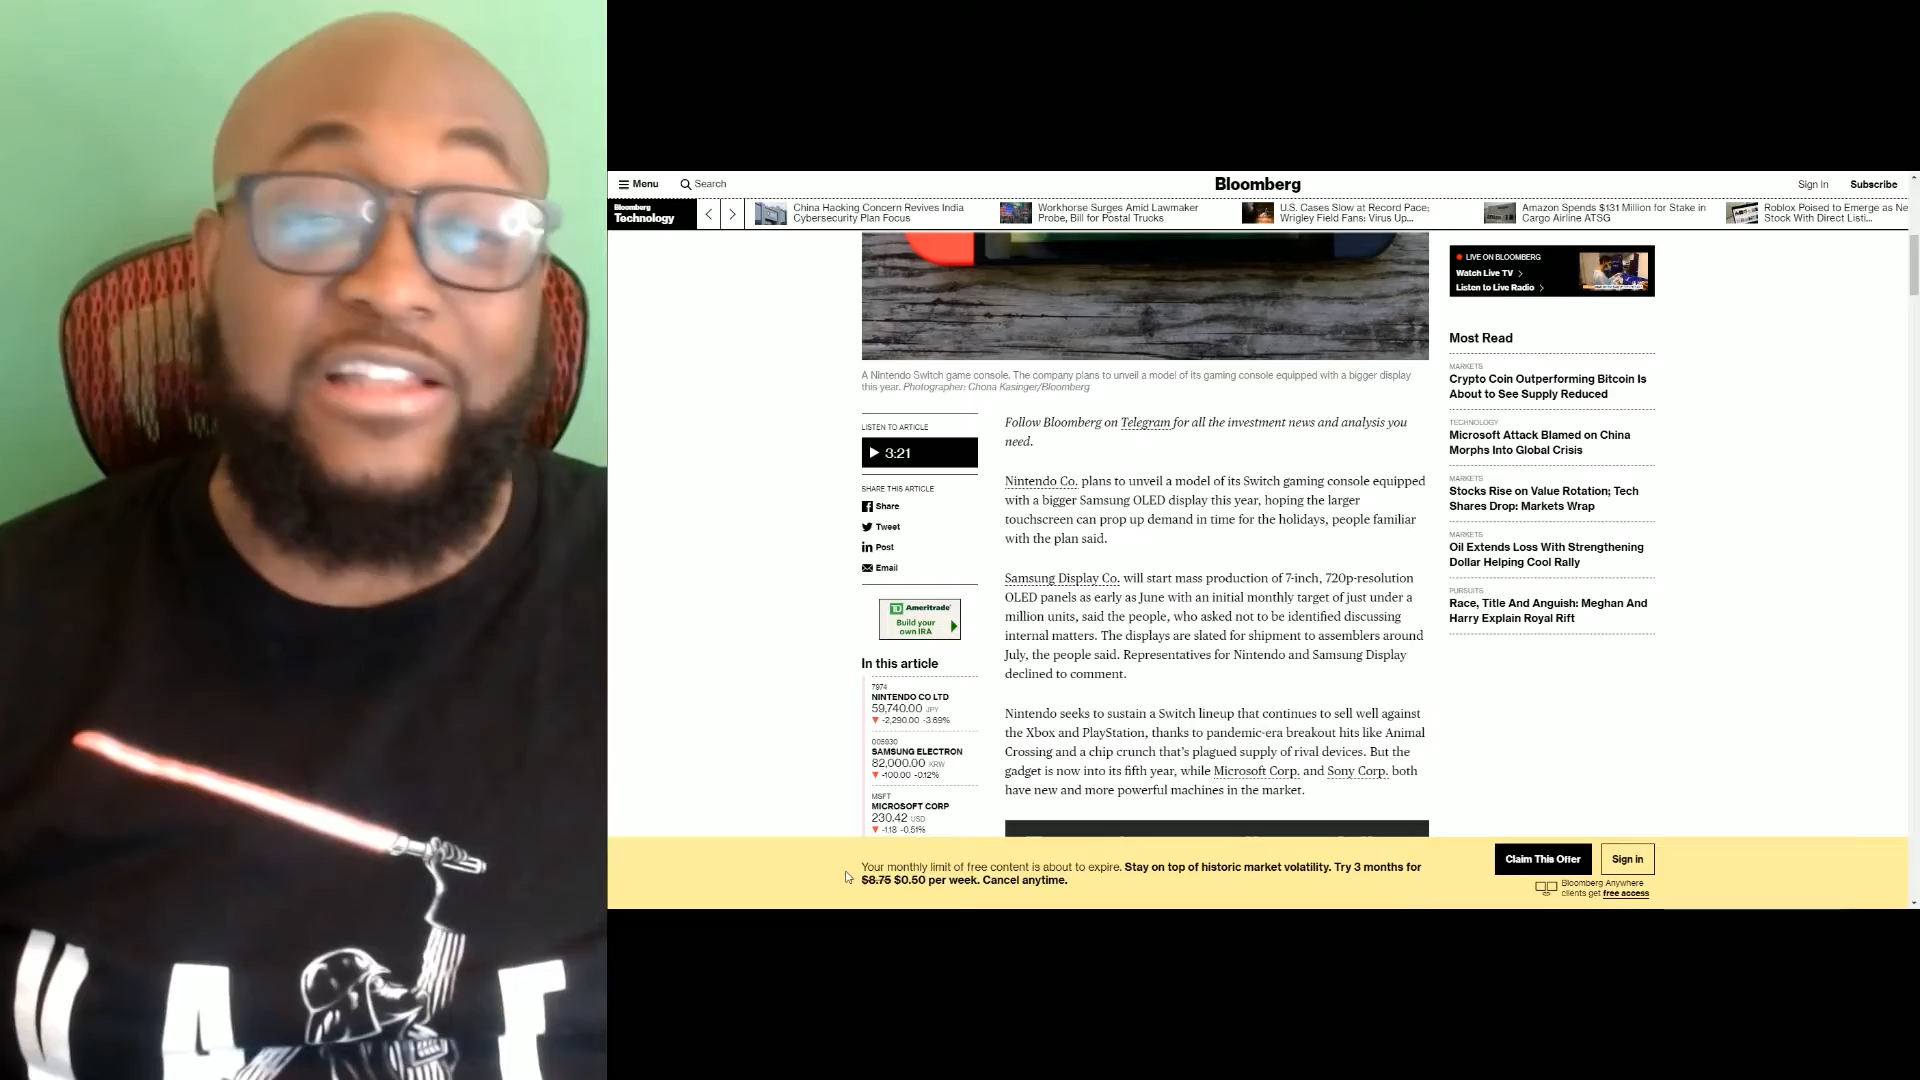 Menu
Search
Bloomberg
Sign In
Subscribe
Bloomberg
Technology
China Hacking Concern Revives India
Cybersecurity Plan Focus
Workhorse Surges Amid Lawmaker
Probe, Bill for Postal Trucks
U.S. Cases Slow at Record Pace;
Wrigley Field Fans: Virus Up...
Amazon Spends $131 Million for Stake in
Cargo Airline ATSG
Roblox Poised to Emerge as Ne
Stock With Direct Listi...
A Nintendo Switch game console. The company plans to unveil a model of its gaming console equipped with a bigger display
this year. Photographer: Chona Kasinger/Bloomberg
LISTEN TO ARTICLE
3:21
SHARE THIS ARTICLE
Share
Tweet
Post
Email
TD Ameritrade
Build your
own IRA
In this article
7974
NINTENDO CO LTD
59,740.00 JPY
▼ -2,290.00 -3.69%
005930
SAMSUNG ELECTRON
82,000.00 KRW
▼ -100.00 -0.12%
MSFT
MICROSOFT CORP
230.42 USD
▼ -1.18 -0.51%
Follow Bloomberg on Telegram for all the investment news and analysis you
need.
Nintendo Co. plans to unveil a model of its Switch gaming console equipped
with a bigger Samsung OLED display this year, hoping the larger
touchscreen can prop up demand in time for the holidays, people familiar
with the plan said.
Samsung Display Co. will start mass production of 7-inch, 720p-resolution
OLED panels as early as June with an initial monthly target of just under a
million units, said the people, who asked not to be identified discussing
internal matters. The displays are slated for shipment to assemblers around
July, the people said. Representatives for Nintendo and Samsung Display
declined to comment.
Nintendo seeks to sustain a Switch lineup that continues to sell well against
the Xbox and PlayStation, thanks to pandemic-era breakout hits like Animal
Crossing and a chip crunch that's plagued supply of rival devices. But the
gadget is now into its fifth year, while Microsoft Corp. and Sony Corp. both
have new and more powerful machines in the market.
LIVE ON BLOOMBERG
Watch Live TV
Listen to Live Radio
Most Read
MARKETS
Crypto Coin Outperforming Bitcoin Is
About to See Supply Reduced
TECHNOLOGY
Microsoft Attack Blamed on China
Morphs Into Global Crisis
MARKETS
Stocks Rise on Value Rotation; Tech
Shares Drop: Markets Wrap
MARKETS
Oil Extends Loss With Strengthening
Dollar Helping Cool Rally
PURSUITS
Race, Title And Anguish: Meghan And
Harry Explain Royal Rift
Your monthly limit of free content is about to expire. Stay on top of historic market volatility. Try 3 months for
$8.75 $0.50 per week. Cancel anytime.
Claim This Offer
Sign in
Bloomberg Anywhere
clients get free access